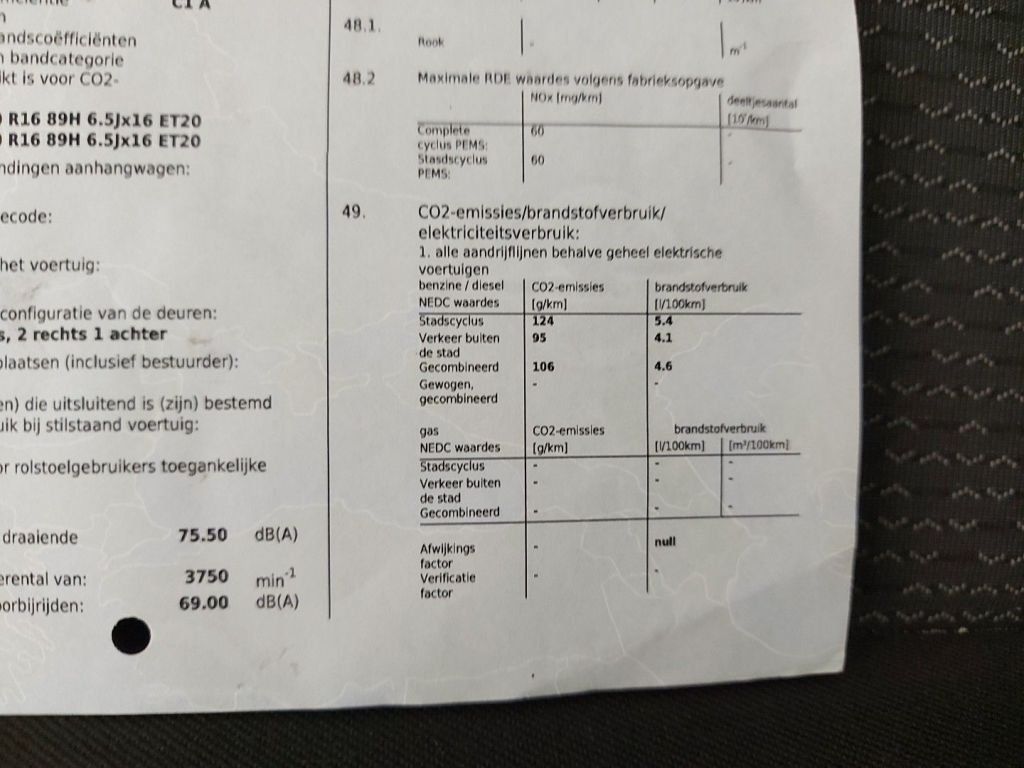 C1 A
andscoëfficiënten
bandcategorie
ikt is voor CO2-
R16 89H 6.5Jx16 ET20
R16 89H 6.5Jx16 ET20
ndingen aanhangwagen:
ecode:
het voertuig:
configuratie van de deuren:
s, 2 rechts 1 achter
plaatsen (inclusief bestuurder):
en) die uitsluitend is (zijn) bestemd
uik bij stilstaand voertuig:
or rolstoelgebruikers toegankelijke
draaiende 75.50 dB(A)
erental van: 3750 min-1
oorbijrijden: 69.00 dB(A)
48.1.
Rook - m-1
48.2 Maximale RDE waardes volgens fabrieksopgave
NOx [mg/km] deeltjesaantal
Complete 60 -
cyclus PEMS:
Stasdscyclus 60 -
PEMS:
49. CO2-emissies/brandstofverbruik/
elektriciteitsverbruik:
1. alle aandrijflijnen behalve geheel elektrische
voertuigen
benzine / diesel CO2-emissies brandstofverbruik
NEDC waardes [g/km] [l/100km]
Stadscyclus 124 5.4
Verkeer buiten 95 4.1
de stad
Gecombineerd 106 4.6
Gewogen, - -
gecombineerd
gas CO2-emissies brandstofverbruik
NEDC waardes [g/km] [l/100km] [m³/100km]
Stadscyclus - - -
Verkeer buiten - - -
de stad
Gecombineerd - - -
Afwijkings - null
factor
Verificatie - -
factor